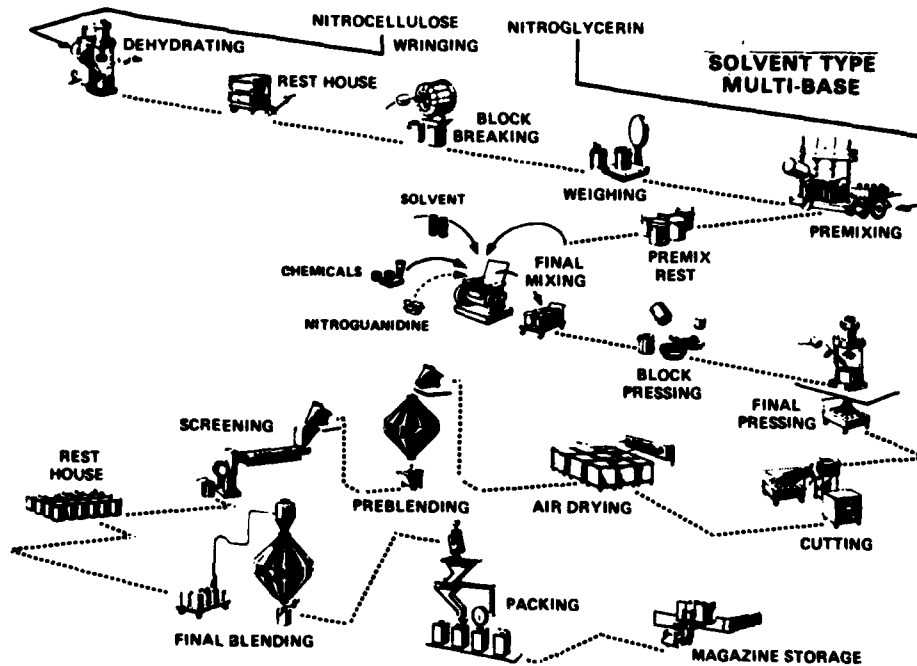 NITROCELLULOSE
WRINGING
NITROGLYCERIN
DEHYDRATING
SOLVENT TYPE
MULTI-BASE
REST HOUSE
BLOCK
BREAKING
WEIGHING
PREMIXING
SOLVENT
PREMIX
REST
FINAL
MIXING
CHEMICALS
NITROGUANIDINE
BLOCK
PRESSING
FINAL
PRESSING
SCREENING
REST
HOUSE
PREBLENDING
AIR DRYING
CUTTING
FINAL BLENDING
PACKING
MAGAZINE STORAGE